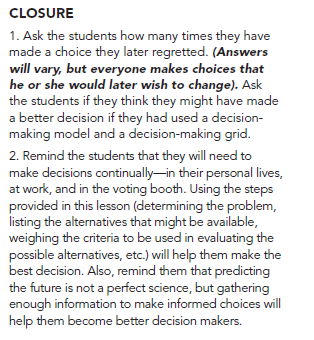 CLOSURE
1. Ask the students how many times they have
made a choice they later regretted. (Answers
will vary, but everyone makes choices that
he or she would later wish to change). Ask
the students if they think they might have made
a better decision if they had used a decision-
making model and a decision-making grid.
2. Remind the students that they will need to
make decisions continually—in their personal lives,
at work, and in the voting booth. Using the steps
provided in this lesson (determining the problem,
listing the alternatives that might be available,
weighing the criteria to be used in evaluating the
possible alternatives, etc.) will help them make the
best decision. Also, remind them that predicting
the future is not a perfect science, but gathering
enough information to make informed choices will
help them become better decision makers.